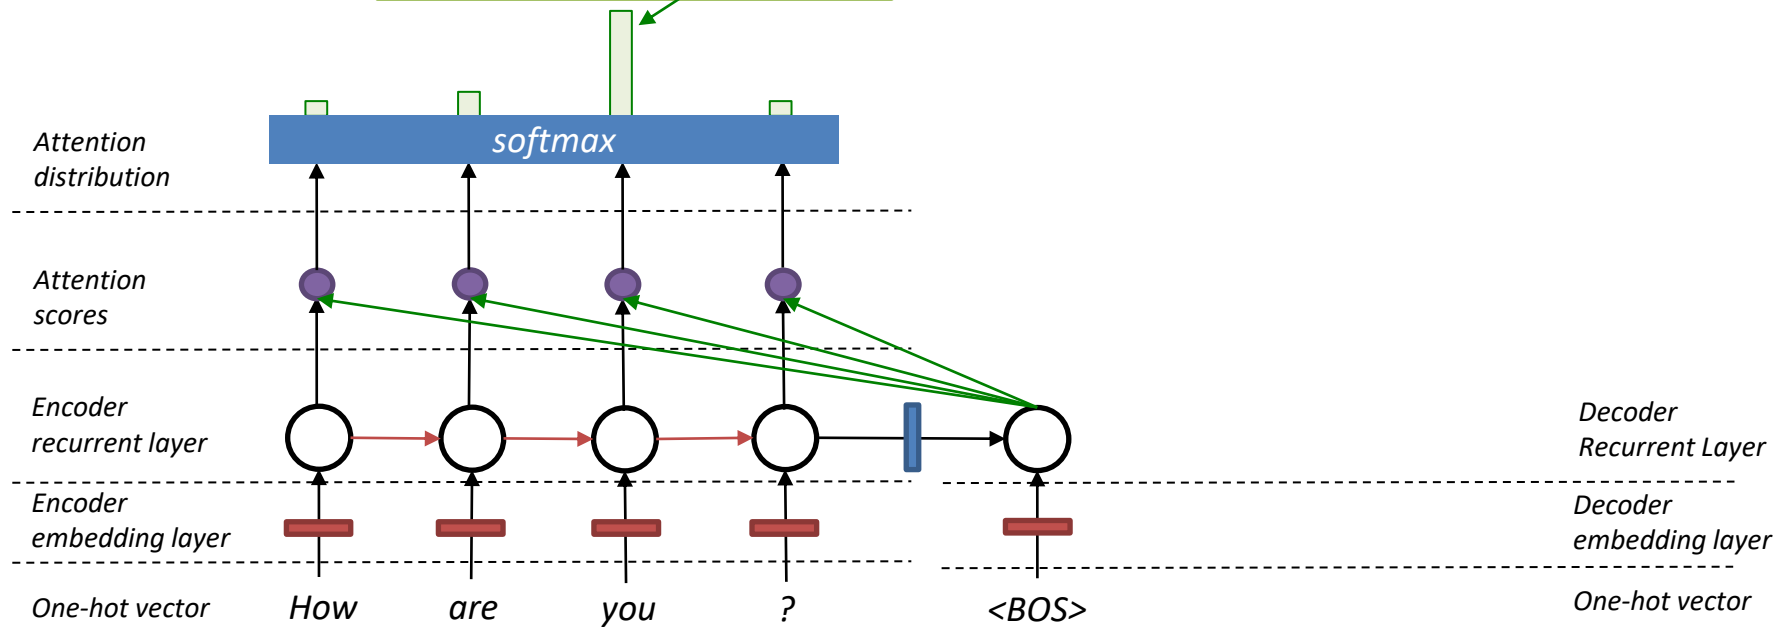 softmax
Attention
distribution
Attention
scores
Encoder
recurrent layer
Decoder
Recurrent Layer
Encoder
embedding layer
Decoder
embedding layer
One-hot vector
How are you ? <BOS>
One-hot vector